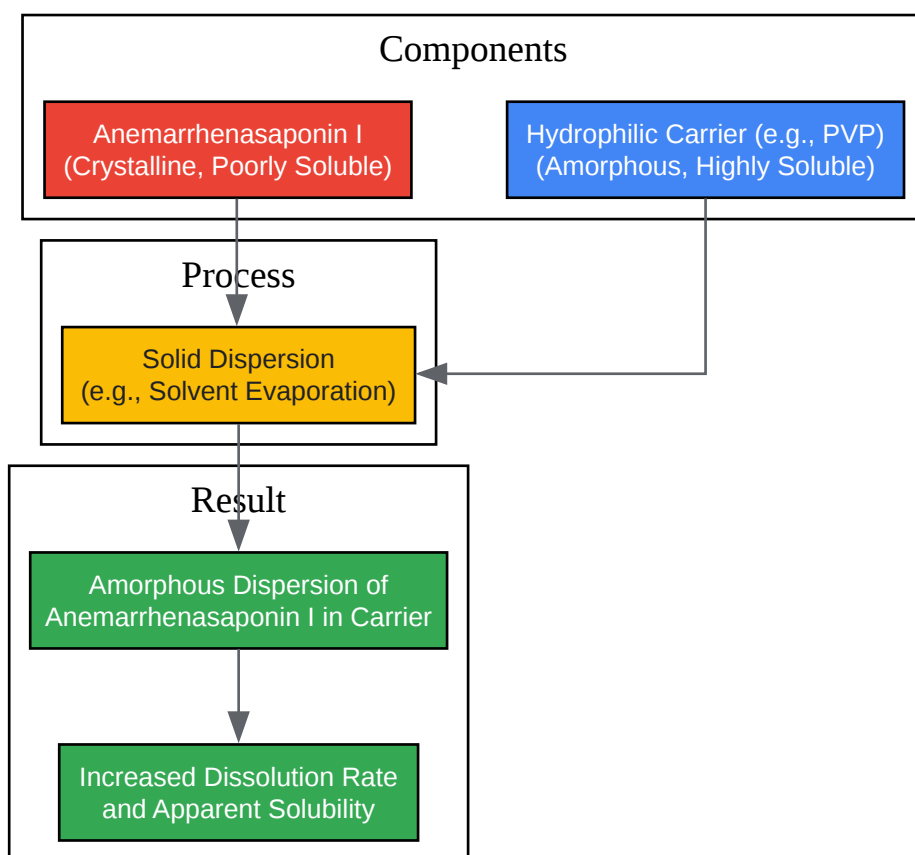 Components
Anemarrhenasaponin I
(Crystalline, Poorly Soluble)
Hydrophilic Carrier (e.g., PVP)
(Amorphous, Highly Soluble)
Process
Solid Dispersion
(e.g., Solvent Evaporation)
Result
Amorphous Dispersion of
Anemarrhenasaponin I in Carrier
Increased Dissolution Rate
and Apparent Solubility